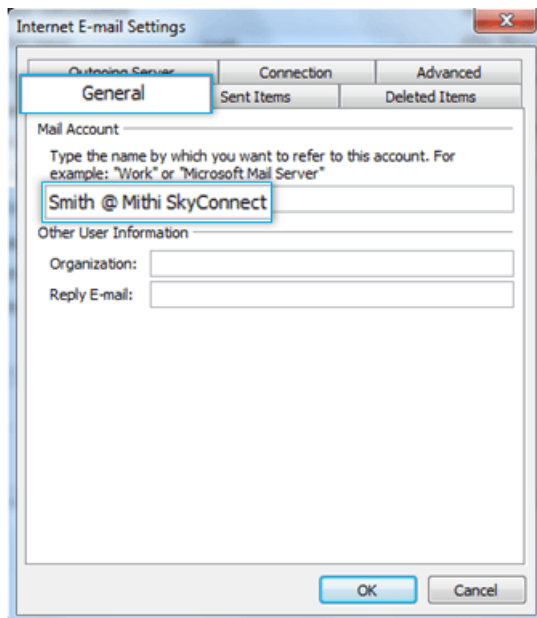 Internet E-mail Settings
Outgoing Server Connection Advanced
General Sent Items Deleted Items
Mail Account
Type the name by which you want to refer to this account. For
example: "Work" or "Microsoft Mail Server"
Smith @ Mithi SkyConnect
Other User Information
Organization:
Reply E-mail:
OK Cancel